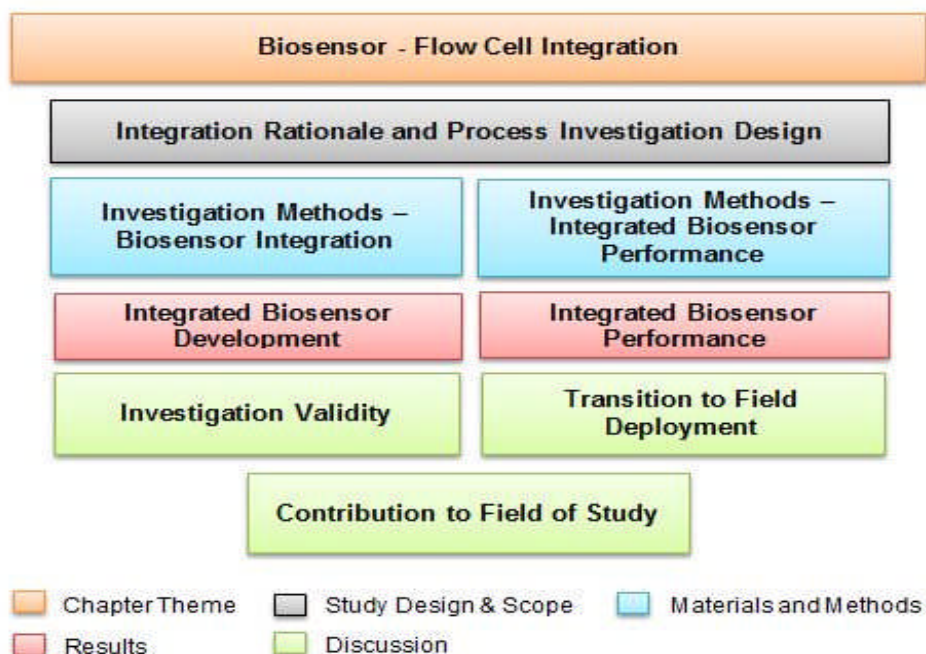 Biosensor - Flow Cell Integration
Integration Rationale and Process Investigation Design
Investigation Methods –
Biosensor Integration
Investigation Methods –
Integrated Biosensor
Performance
Integrated Biosensor
Development
Integrated Biosensor
Performance
Investigation Validity
Transition to Field
Deployment
Contribution to Field of Study
Chapter Theme
Study Design & Scope
Materials and Methods
Results
Discussion